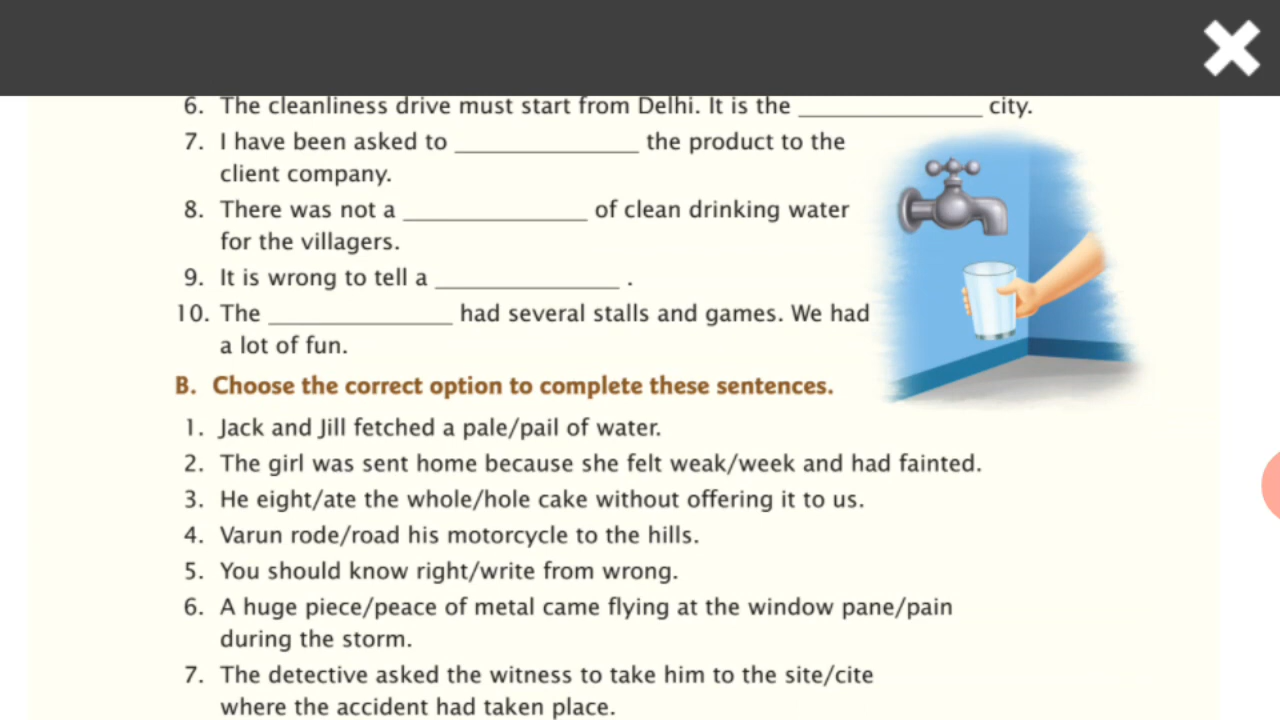 6. The cleanliness drive must start from Delhi. It is the ______________ city.
7. I have been asked to ______________ the product to the
client company.
8. There was not a ______________ of clean drinking water
for the villagers.
9. It is wrong to tell a ______________ .
10. The ______________ had several stalls and games. We had
a lot of fun.
B. Choose the correct option to complete these sentences.
1. Jack and Jill fetched a pale/pail of water.
2. The girl was sent home because she felt weak/week and had fainted.
3. He eight/ate the whole/hole cake without offering it to us.
4. Varun rode/road his motorcycle to the hills.
5. You should know right/write from wrong.
6. A huge piece/peace of metal came flying at the window pane/pain
during the storm.
7. The detective asked the witness to take him to the site/cite
where the accident had taken place.